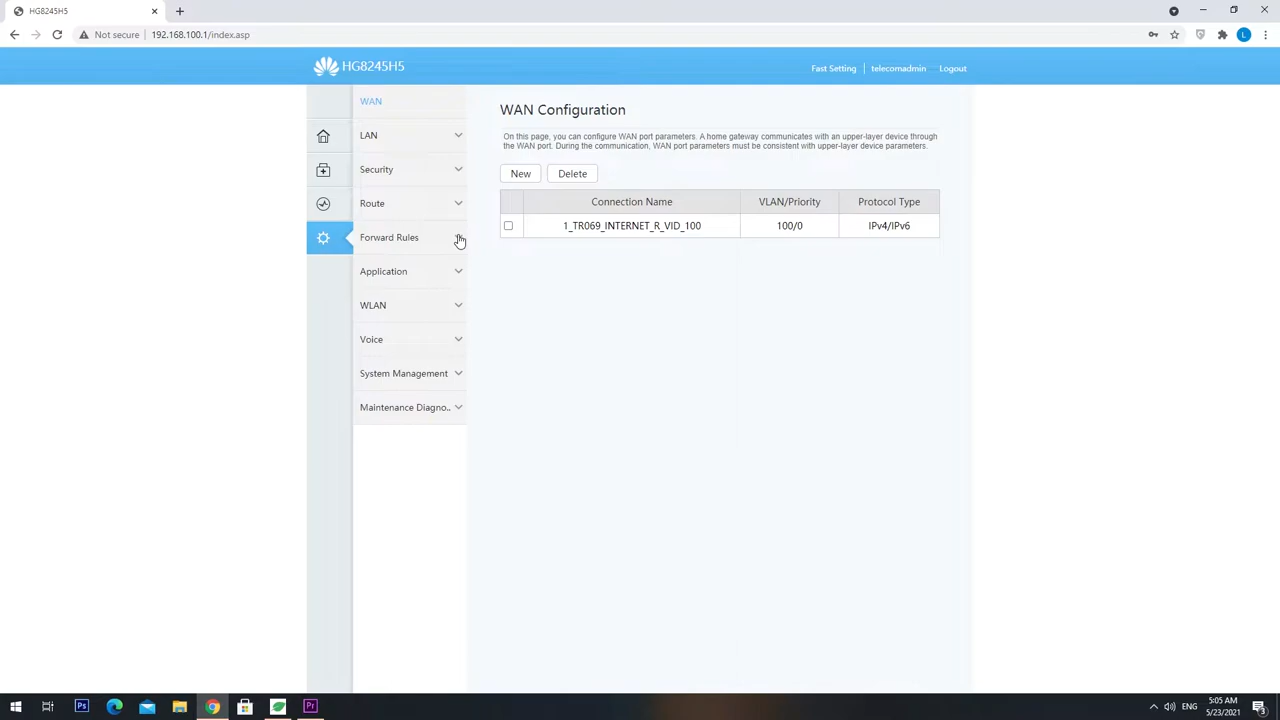 HG8245H5
Not secure
192.168.100.1/index.asp
L
HG8245H5
Fast Setting
telecomadmin
Logout
WAN
LAN
Security
Route
Forward Rules
Application
WLAN
Voice
System Management
Maintenance Diagno..
WAN Configuration
On this page, you can configure WAN port parameters. A home gateway communicates with an upper-layer device through
the WAN port. During the communication, WAN port parameters must be consistent with upper-layer device parameters.
New
Delete
Connection Name
VLAN/Priority
Protocol Type
1_TR069_INTERNET_R_VID_100
100/0
IPv4/IPv6
Ps
Pr
ENG
5:05 AM
5/23/2021
3